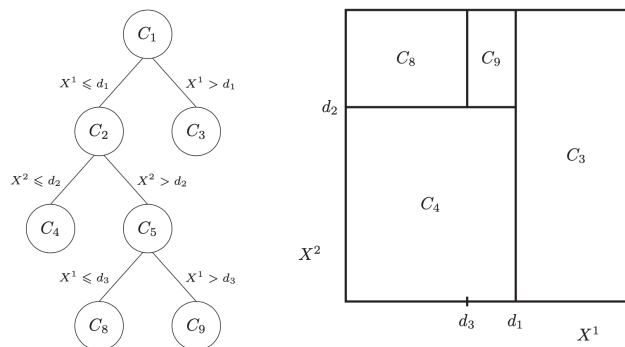 C₁
X¹ ⩽ d₁
X¹ > d₁
C₂
C₃
X² ⩽ d₂
X² > d₂
C₄
C₅
X¹ ⩽ d₃
X¹ > d₃
C₈
C₉
C₈
C₉
d₂
C₃
C₄
X²
d₃
d₁
X¹